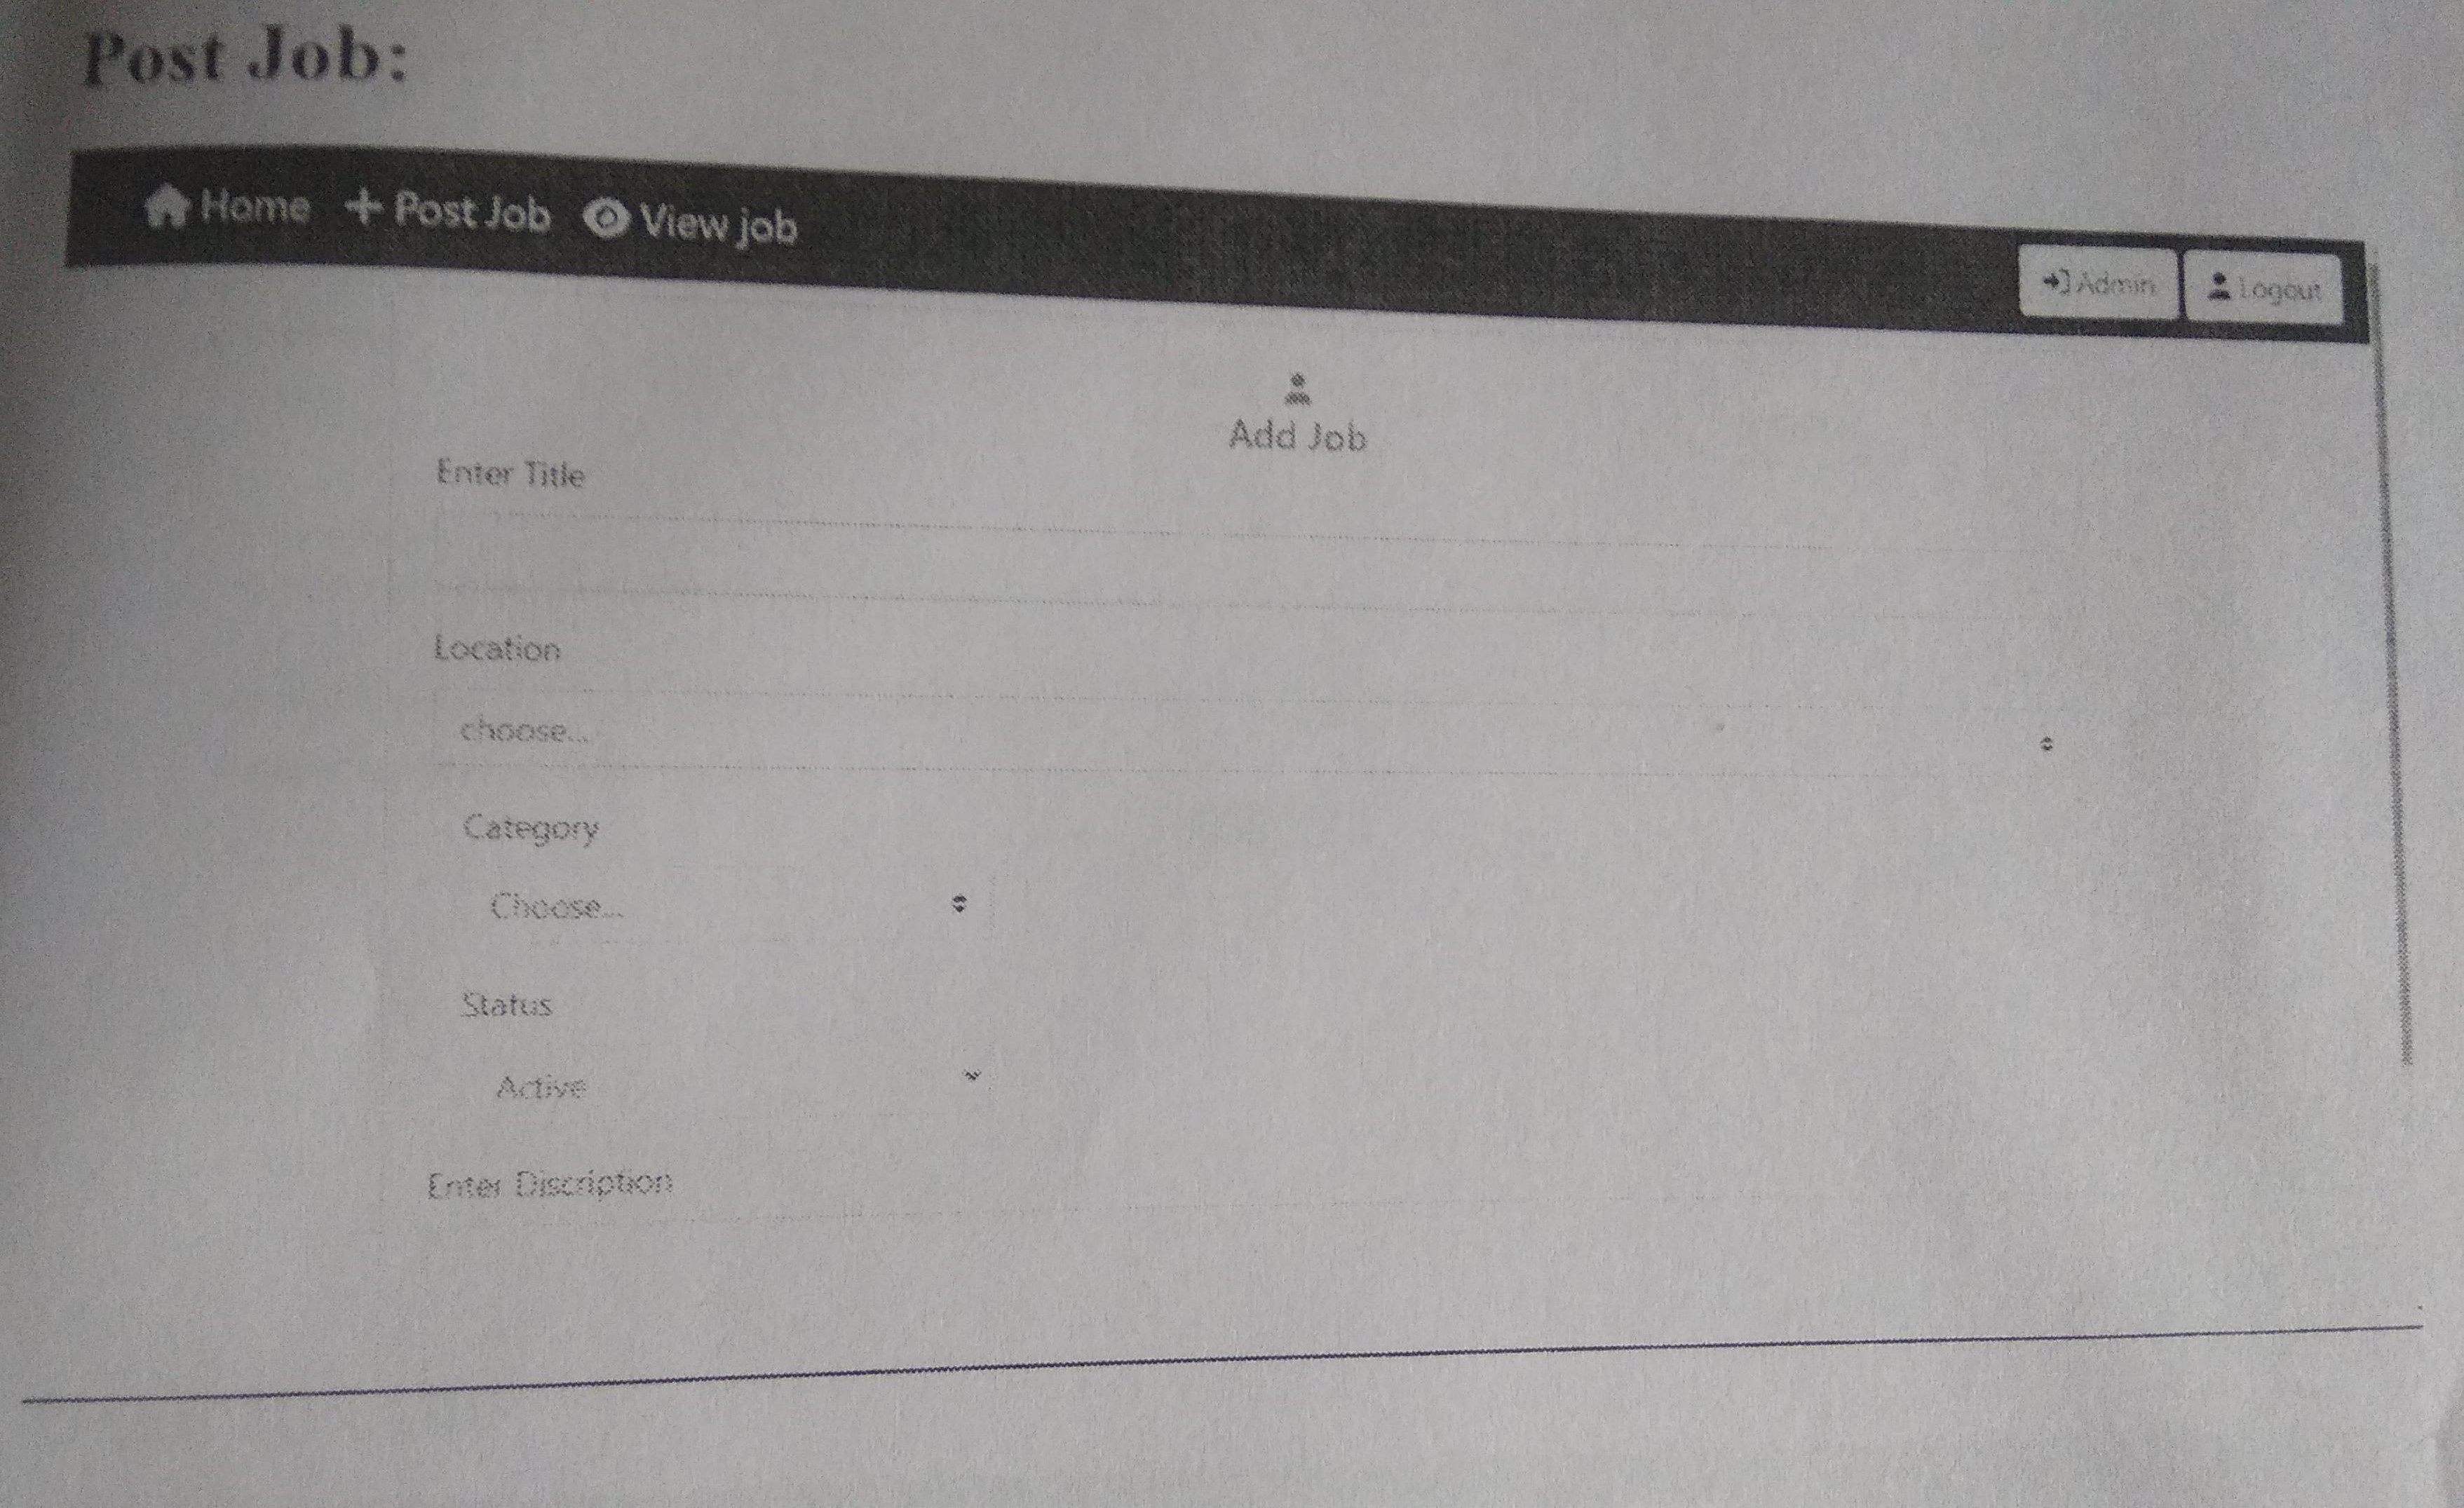 Post Job:
Home Post Job View job
Admin Logout
Add Job
Enter Title
Location
choose...
Category
Choose...
Status
Active
Enter Discription